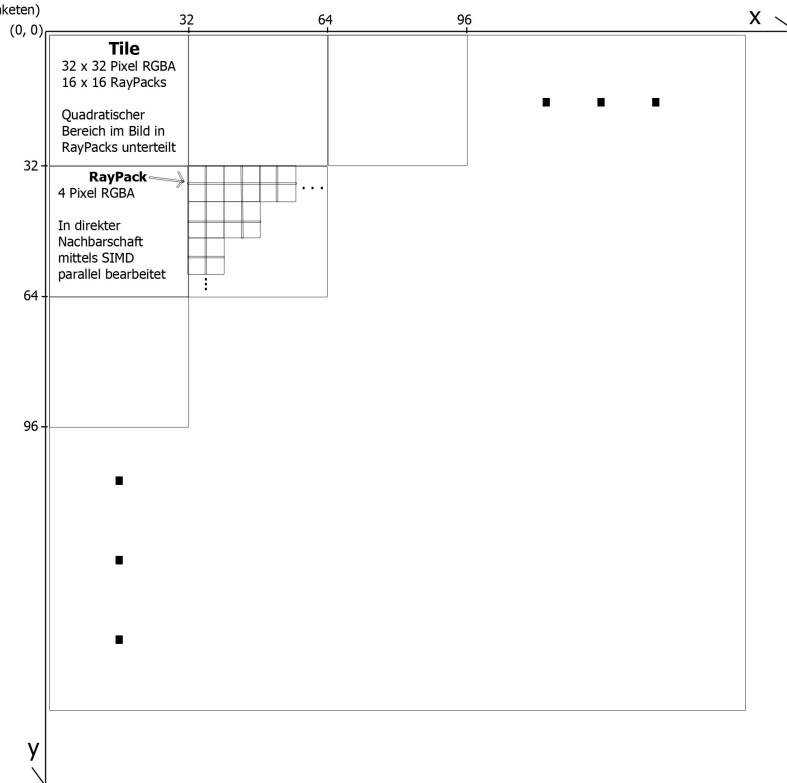 (0, 0)
32
64
96
x
Tile
32 x 32 Pixel RGBA
16 x 16 RayPacks
Quadratischer
Bereich im Bild in
RayPacks unterteilt
32
RayPack
4 Pixel RGBA
In direkter
Nachbarschaft
mittels SIMD
parallel bearbeitet
64
96
y